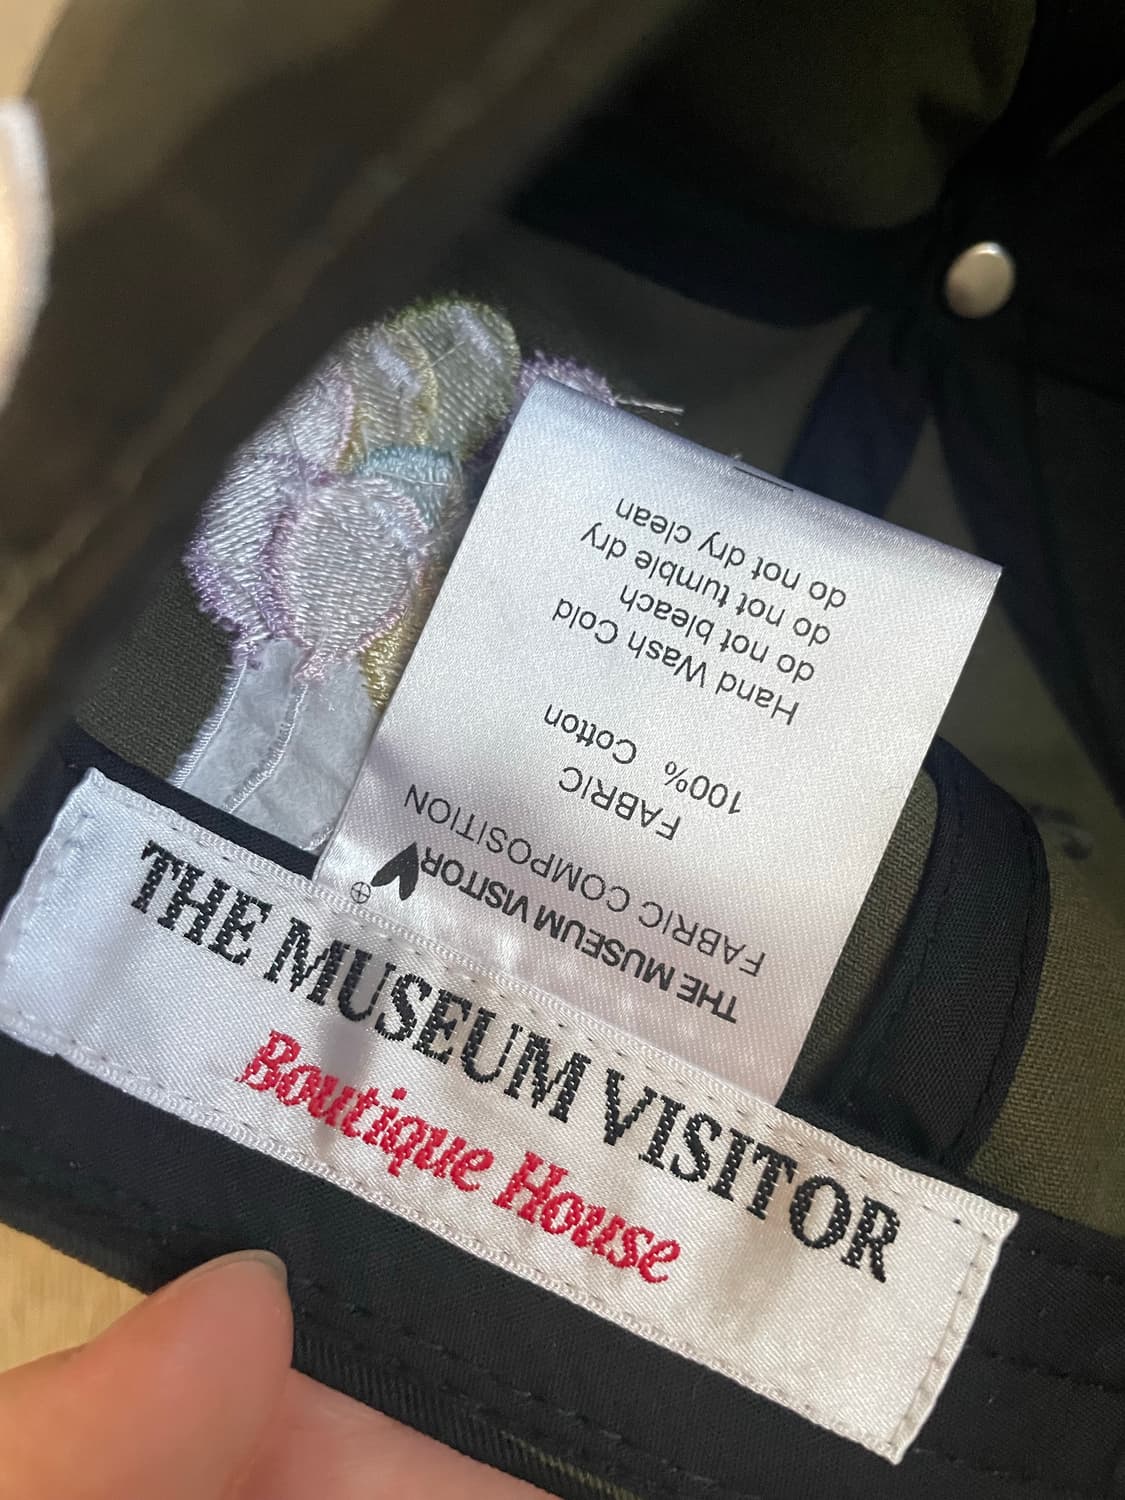 THE MUSEUM VISITOR
Boutique House
THE MUSEUM VISITOR
FABRIC COMPOSITION
FABRIC
100% Cotton
Hand Wash Cold
do not bleach
do not tumble dry
do not dry clean